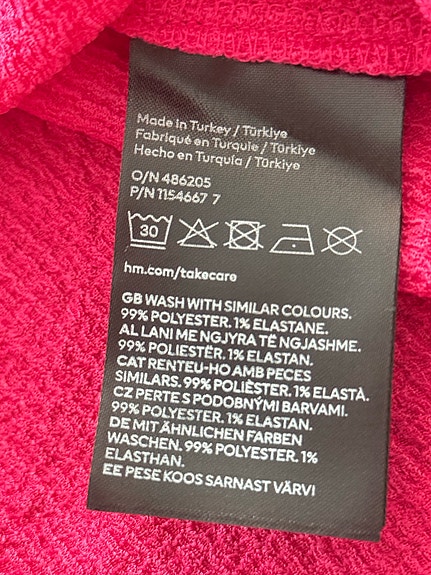 Made in Turkey / Türkiye
Fabriqué en Turquie / Türkiye
Hecho en Turquía / Türkiye
O/N 486205
P/N 1154667 7
30
hm.com/takecare
GB WASH WITH SIMILAR COLOURS.
99% POLYESTER. 1% ELASTANE.
AL LANI ME NGJYRA TË NGJASHME.
99% POLIESTËR. 1% ELASTAN.
CAT RENTEU-HO AMB PECES
SIMILARS. 99% POLIÈSTER. 1% ELASTÀ.
CZ PERTE S PODOBNÝMI BARVAMI.
99% POLYESTER. 1% ELASTAN.
DE MIT ÄHNLICHEN FARBEN
WASCHEN. 99% POLYESTER. 1%
ELASTHAN.
EE PESE KOOS SARNAST VÄRVI